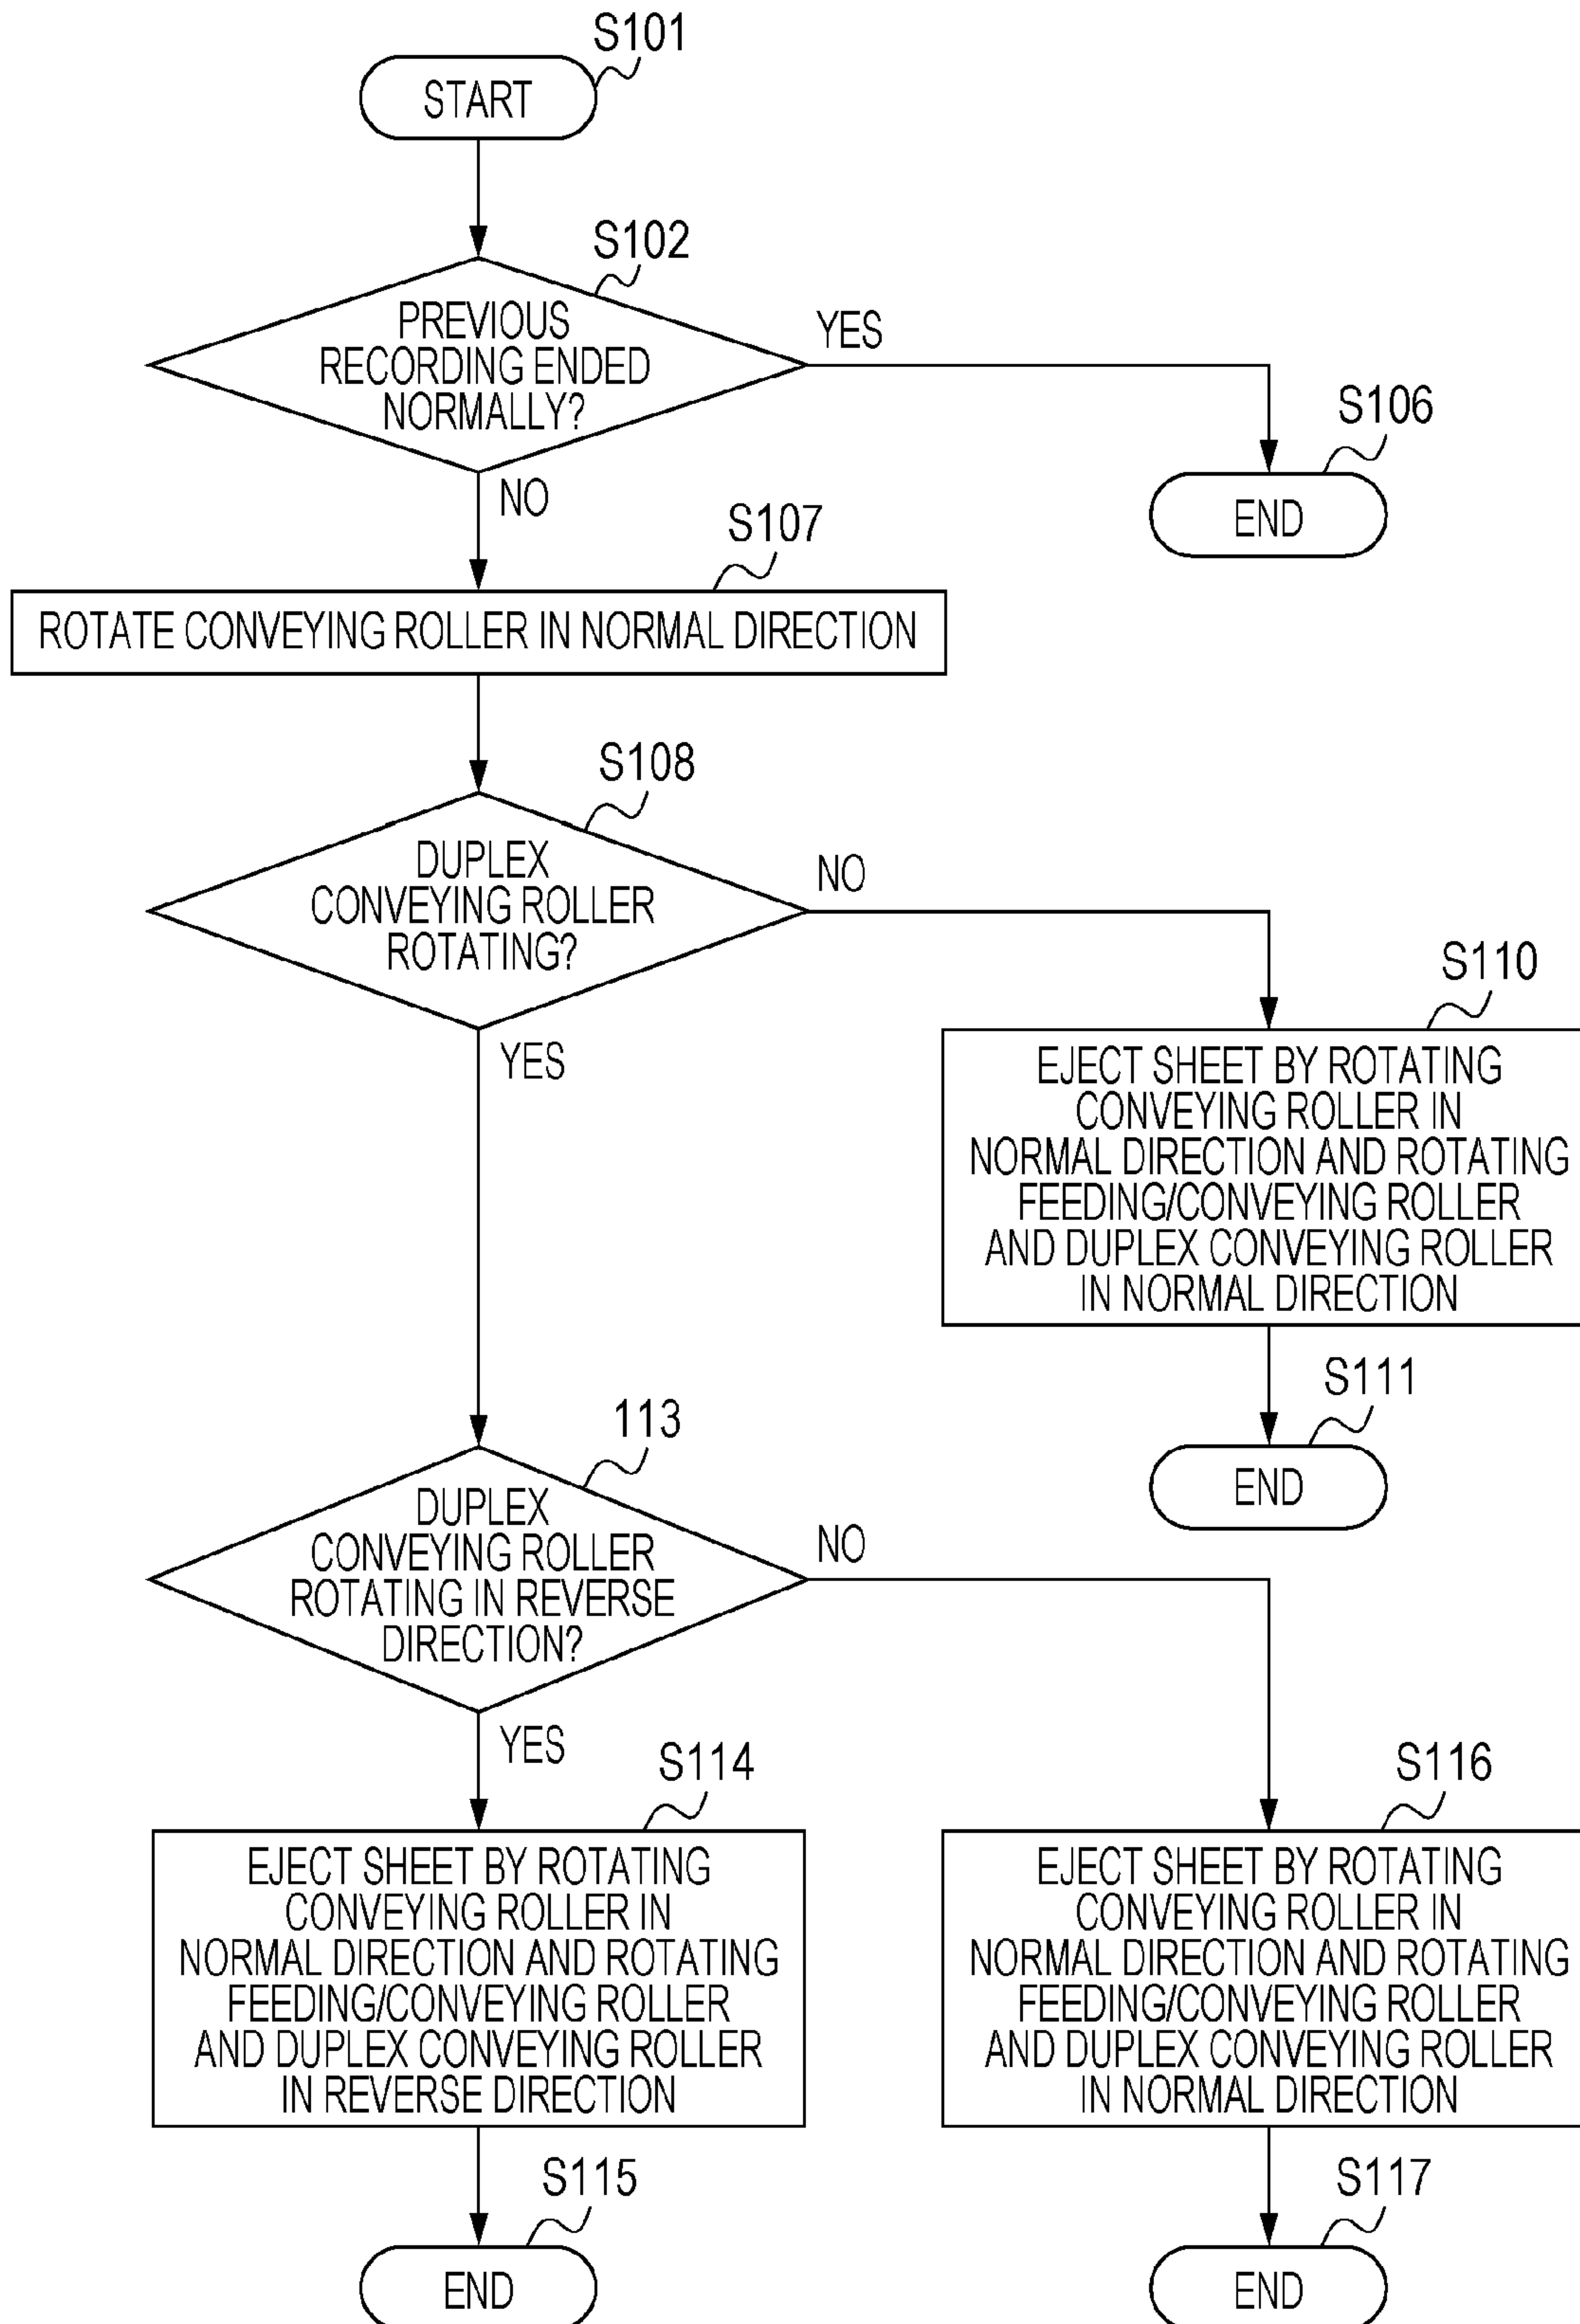 S101
START
S102
PREVIOUS
RECORDING ENDED
NORMALLY?
YES
S106
END
NO
S107
ROTATE CONVEYING ROLLER IN NORMAL DIRECTION
S108
DUPLEX
CONVEYING ROLLER
ROTATING?
NO
YES
S110
EJECT SHEET BY ROTATING
CONVEYING ROLLER IN
NORMAL DIRECTION AND ROTATING
FEEDING/CONVEYING ROLLER
AND DUPLEX CONVEYING ROLLER
IN NORMAL DIRECTION
S111
END
113
DUPLEX
CONVEYING ROLLER
ROTATING IN REVERSE
DIRECTION?
NO
YES
S114
EJECT SHEET BY ROTATING
CONVEYING ROLLER IN
NORMAL DIRECTION AND ROTATING
FEEDING/CONVEYING ROLLER
AND DUPLEX CONVEYING ROLLER
IN REVERSE DIRECTION
S115
END
S116
EJECT SHEET BY ROTATING
CONVEYING ROLLER IN
NORMAL DIRECTION AND ROTATING
FEEDING/CONVEYING ROLLER
AND DUPLEX CONVEYING ROLLER
IN NORMAL DIRECTION
S117
END